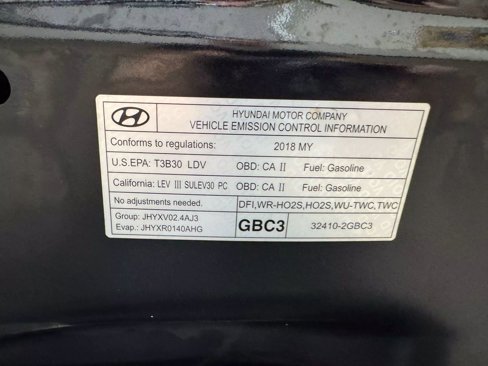 HYUNDAI MOTOR COMPANY
VEHICLE EMISSION CONTROL INFORMATION
Conforms to regulations: 2018 MY
U.S.EPA: T3B30 LDV OBD: CA II Fuel: Gasoline
California: LEV III SULEV30 PC OBD: CA II Fuel: Gasoline
No adjustments needed. DFI,WR-HO2S,HO2S,WU-TWC,TWC
Group: JHYXV02.4AJ3
Evap.: JHYXR0140AHG
GBC3 32410-2GBC3